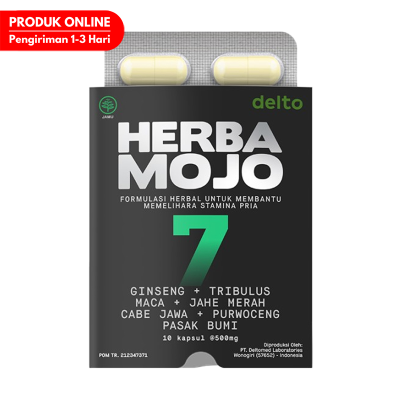 PRODUK ONLINE
Pengiriman 1-3 Hari
JAMU
delto
HERBA
MOJO
FORMULASI HERBAL UNTUK MEMBANTU
MEMELIHARA STAMINA PRIA
7
GINSENG + TRIBULUS
MACA + JAHE MERAH
CABE JAWA + PURWOCENG
PASAK BUMI
10 kapsul @500mg
POM TR. 212347371
Diproduksi Oleh:
PT. Deltomed Laboratories
Wonogiri (57652) - Indonesia